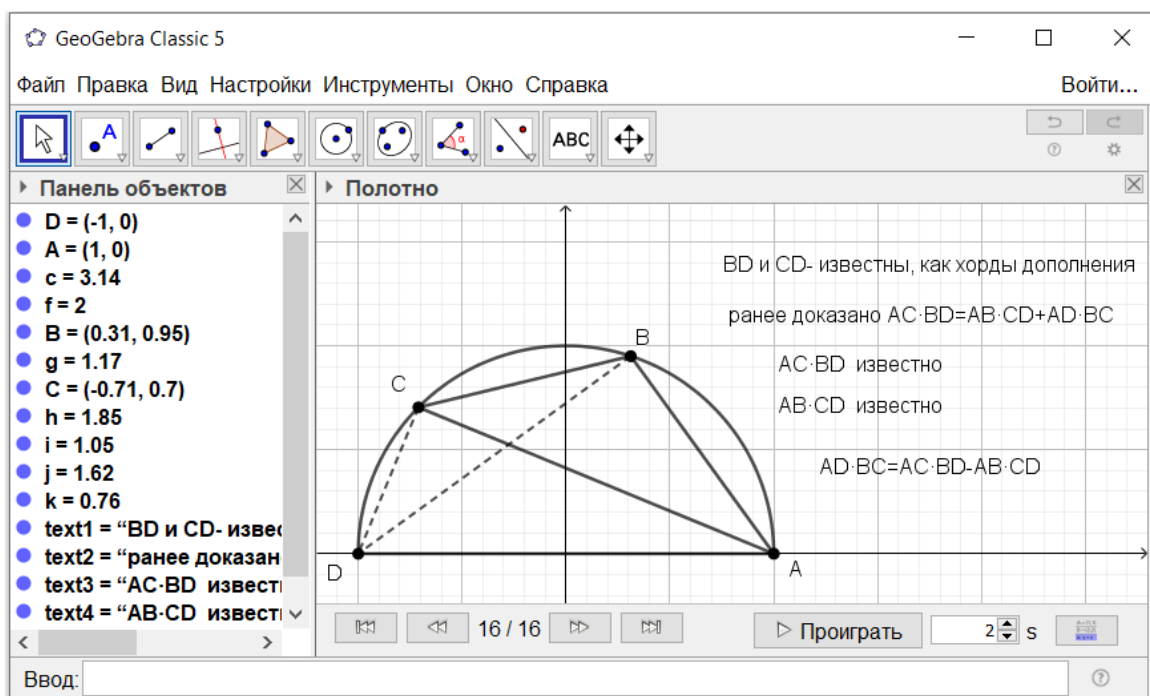 GeoGebra Classic 5
Файл Правка Вид Настройки Инструменты Окно Справка Войти...
A α ABC
Панель объектов
D = (-1, 0)
A = (1, 0)
c = 3.14
f = 2
B = (0.31, 0.95)
g = 1.17
C = (-0.71, 0.7)
h = 1.85
i = 1.05
j = 1.62
k = 0.76
text1 = “BD и CD- извес
text2 = “ранее доказан
text3 = “AC·BD извест
text4 = “AB·CD извест
Полотно
BD и CD- известны, как хорды дополнения
ранее доказано AC·BD=AB·CD+AD·BC
B
AC·BD известно
C
AB·CD известно
AD·BC=AC·BD-AB·CD
D
A
16 / 16 Проиграть 2 s
Ввод: